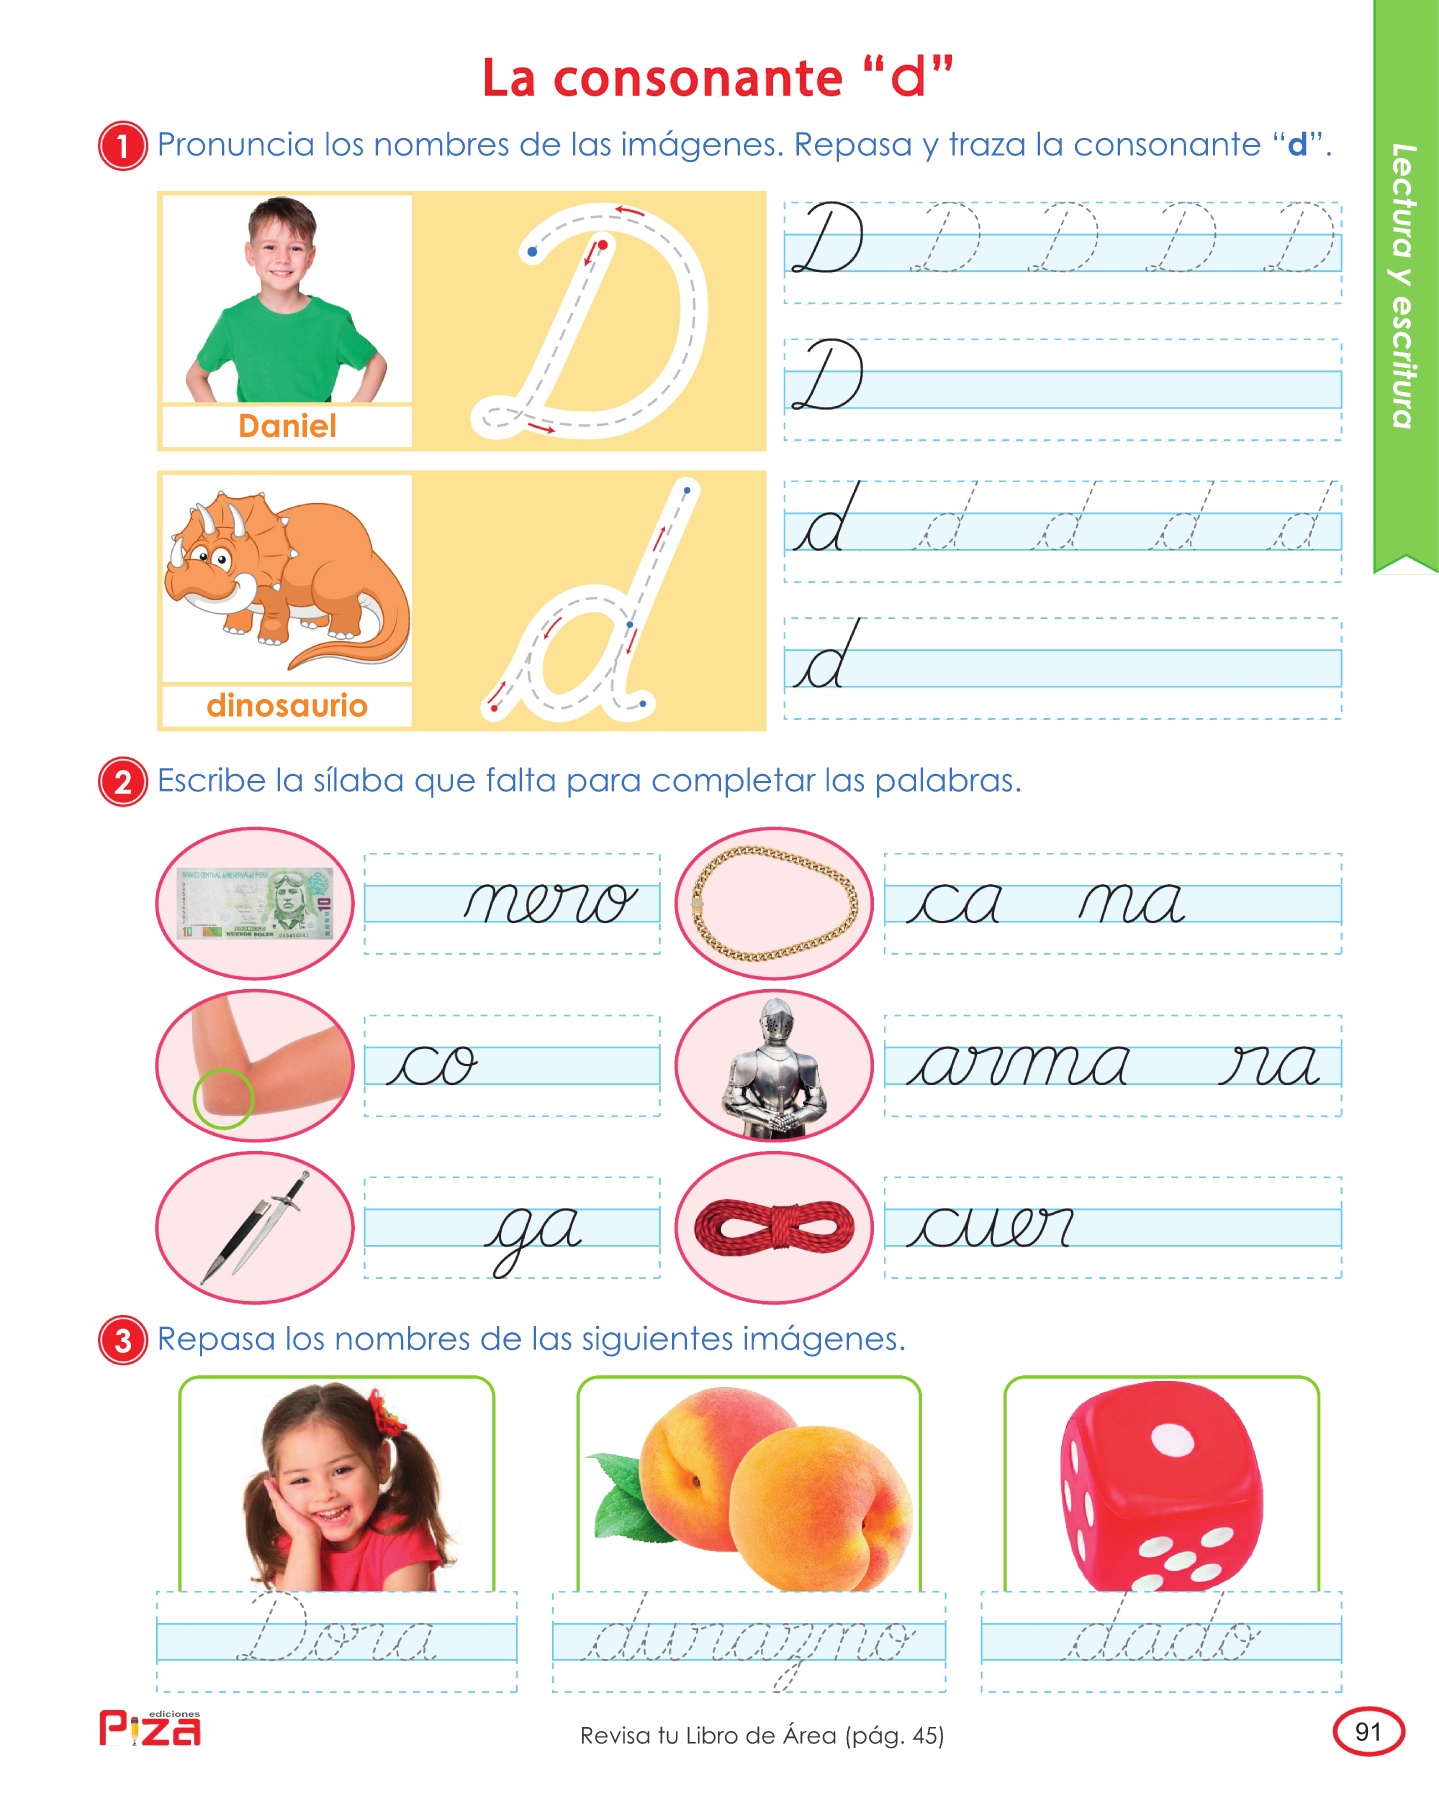 La consonante “d”
1 Pronuncia los nombres de las imágenes. Repasa y traza la consonante “d”.
Lectura y escritura
D
D D D D D
Daniel
D
d
d d d d d
dinosaurio
d
2 Escribe la sílaba que falta para completar las palabras.
BANCO CENTRAL DE RESERVA del PERÚ
10
10 NUEVOS SOLES
nero
ca na
co
arma ra
ga
cuer
3 Repasa los nombres de las siguientes imágenes.
Dora
durazno
dado
ediciones
Piza
Revisa tu Libro de Área (pág. 45)
91